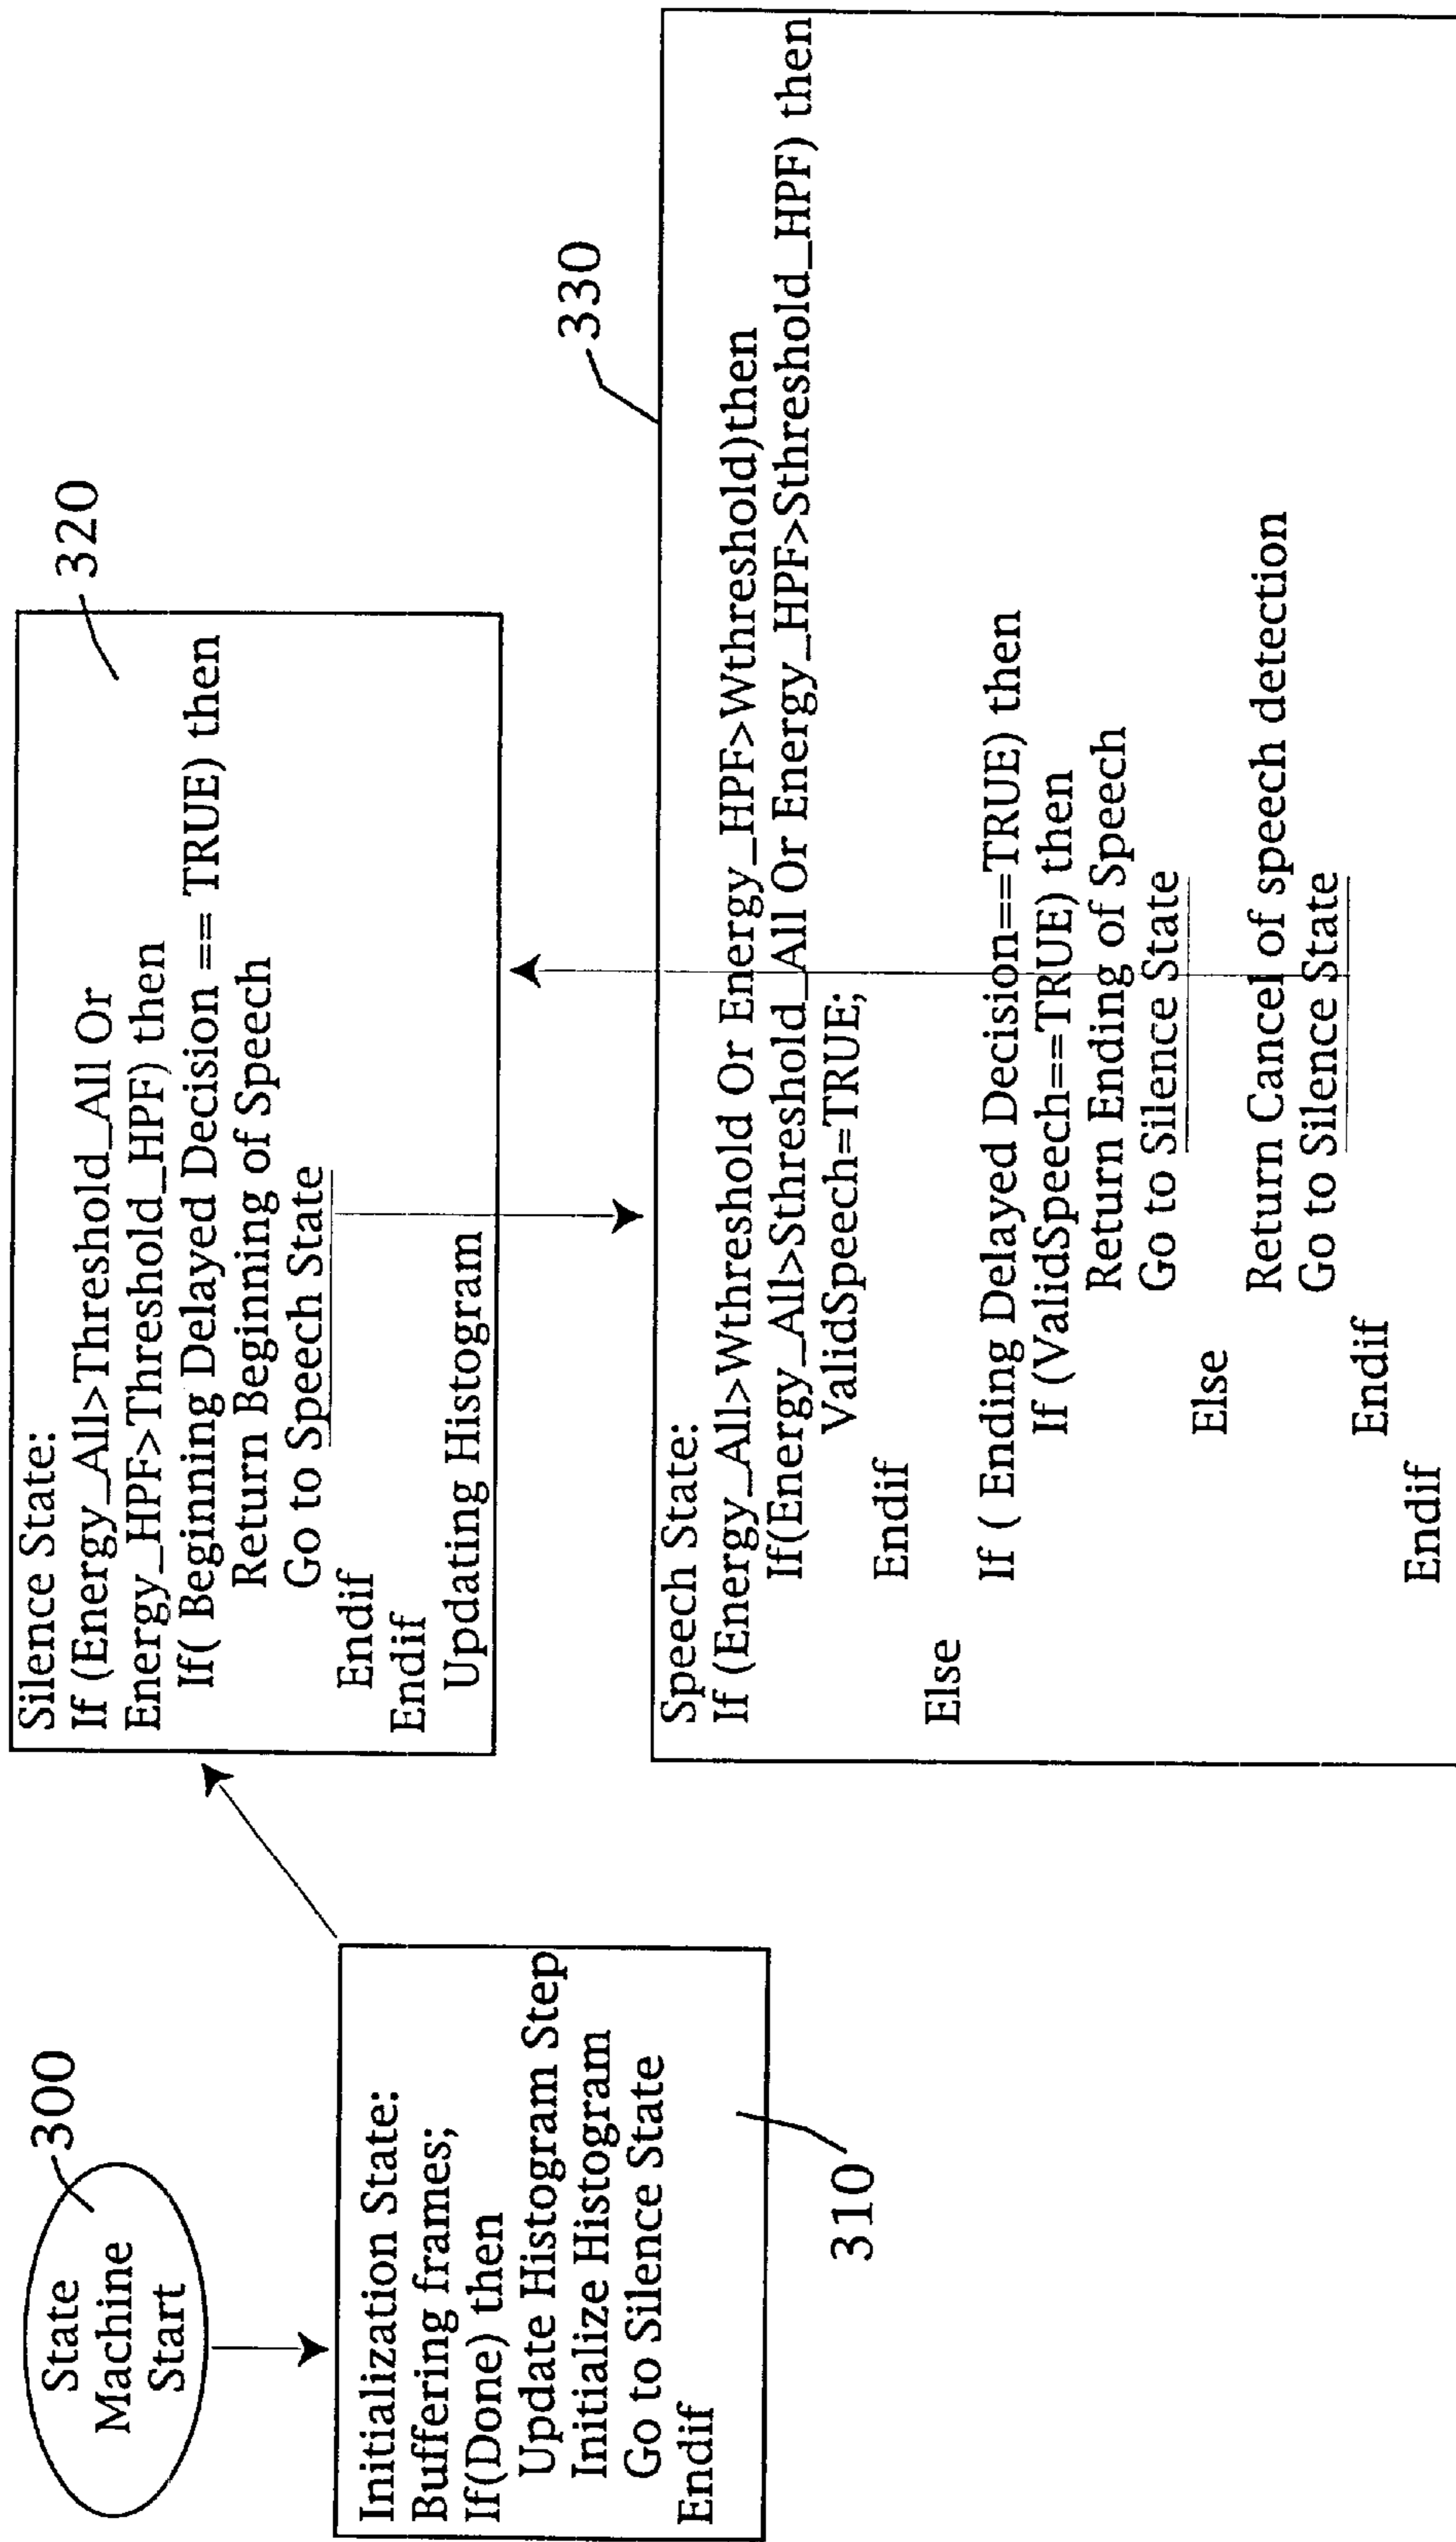 State
Machine
Start
300
Initialization State:
Buffering frames;
If(Done) then
Update Histogram Step
Initialize Histogram
Go to Silence State
Endif
310
Silence State:
If (Energy_All>Threshold_All Or
Energy_HPF>Threshold_HPF) then
If( Beginning Delayed Decision == TRUE) then
Return Beginning of Speech
Go to Speech State
Endif
Endif
Updating Histogram
320
Speech State:
If (Energy_All>Wthreshold Or Energy_HPF>Wthreshold)then
If(Energy_All>Sthreshold_All Or Energy_HPF>Sthreshold_HPF) then
ValidSpeech=TRUE;
Endif
Else
If ( Ending Delayed Decision==TRUE) then
If (ValidSpeech==TRUE) then
Return Ending of Speech
Go to Silence State
Else
Return Cancel of speech detection
Go to Silence State
Endif
Endif
330